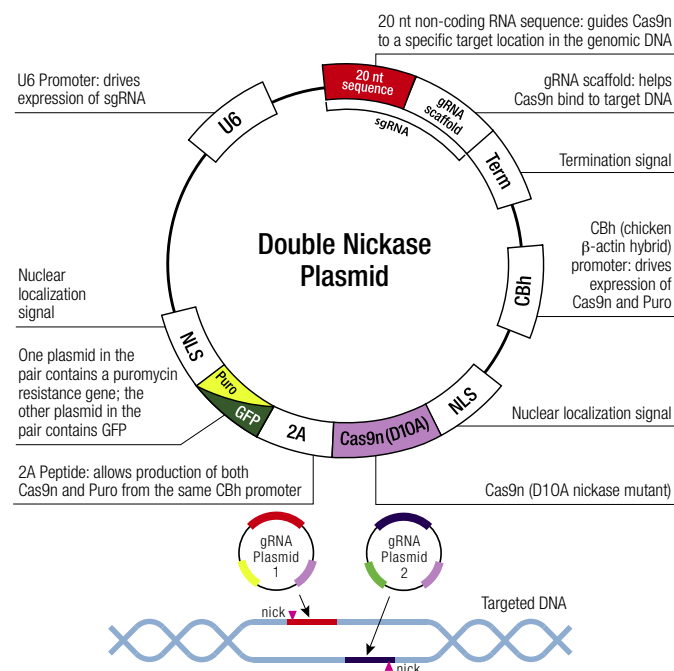 20 nt non-coding RNA sequence: guides Cas9n
to a specific target location in the genomic DNA
U6 Promoter: drives
expression of sgRNA
20 nt
sequence
gRNA
scaffold
gRNA scaffold: helps
Cas9n bind to target DNA
U6
sgRNA
Term
Termination signal
Double Nickase
Plasmid
CBh (chicken
β-actin hybrid)
promoter: drives
expression of
Cas9n and Puro
CBh
Nuclear
localization
signal
NLS
One plasmid in the
pair contains a puromycin
resistance gene; the
other plasmid in the
pair contains GFP
Puro
GFP
2A
Cas9n (D10A)
NLS
Nuclear localization signal
2A Peptide: allows production of both
Cas9n and Puro from the same CBh promoter
Cas9n (D10A nickase mutant)
gRNA
Plasmid
1
gRNA
Plasmid
2
nick
Targeted DNA
nick